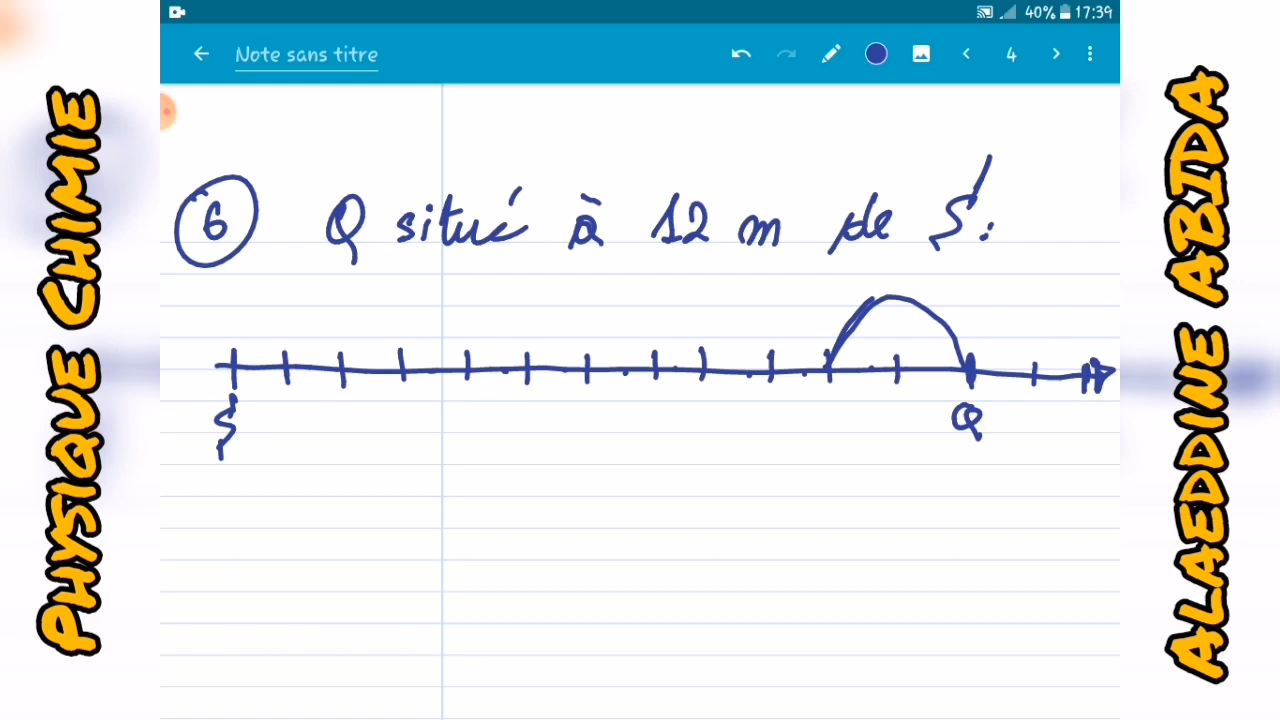 PHYSIQUE CHIMIE
40% 17:39
Note sans titre
4
6 Q situé à 12 m de S:
S
Q
ALAEDDINE ABIDA